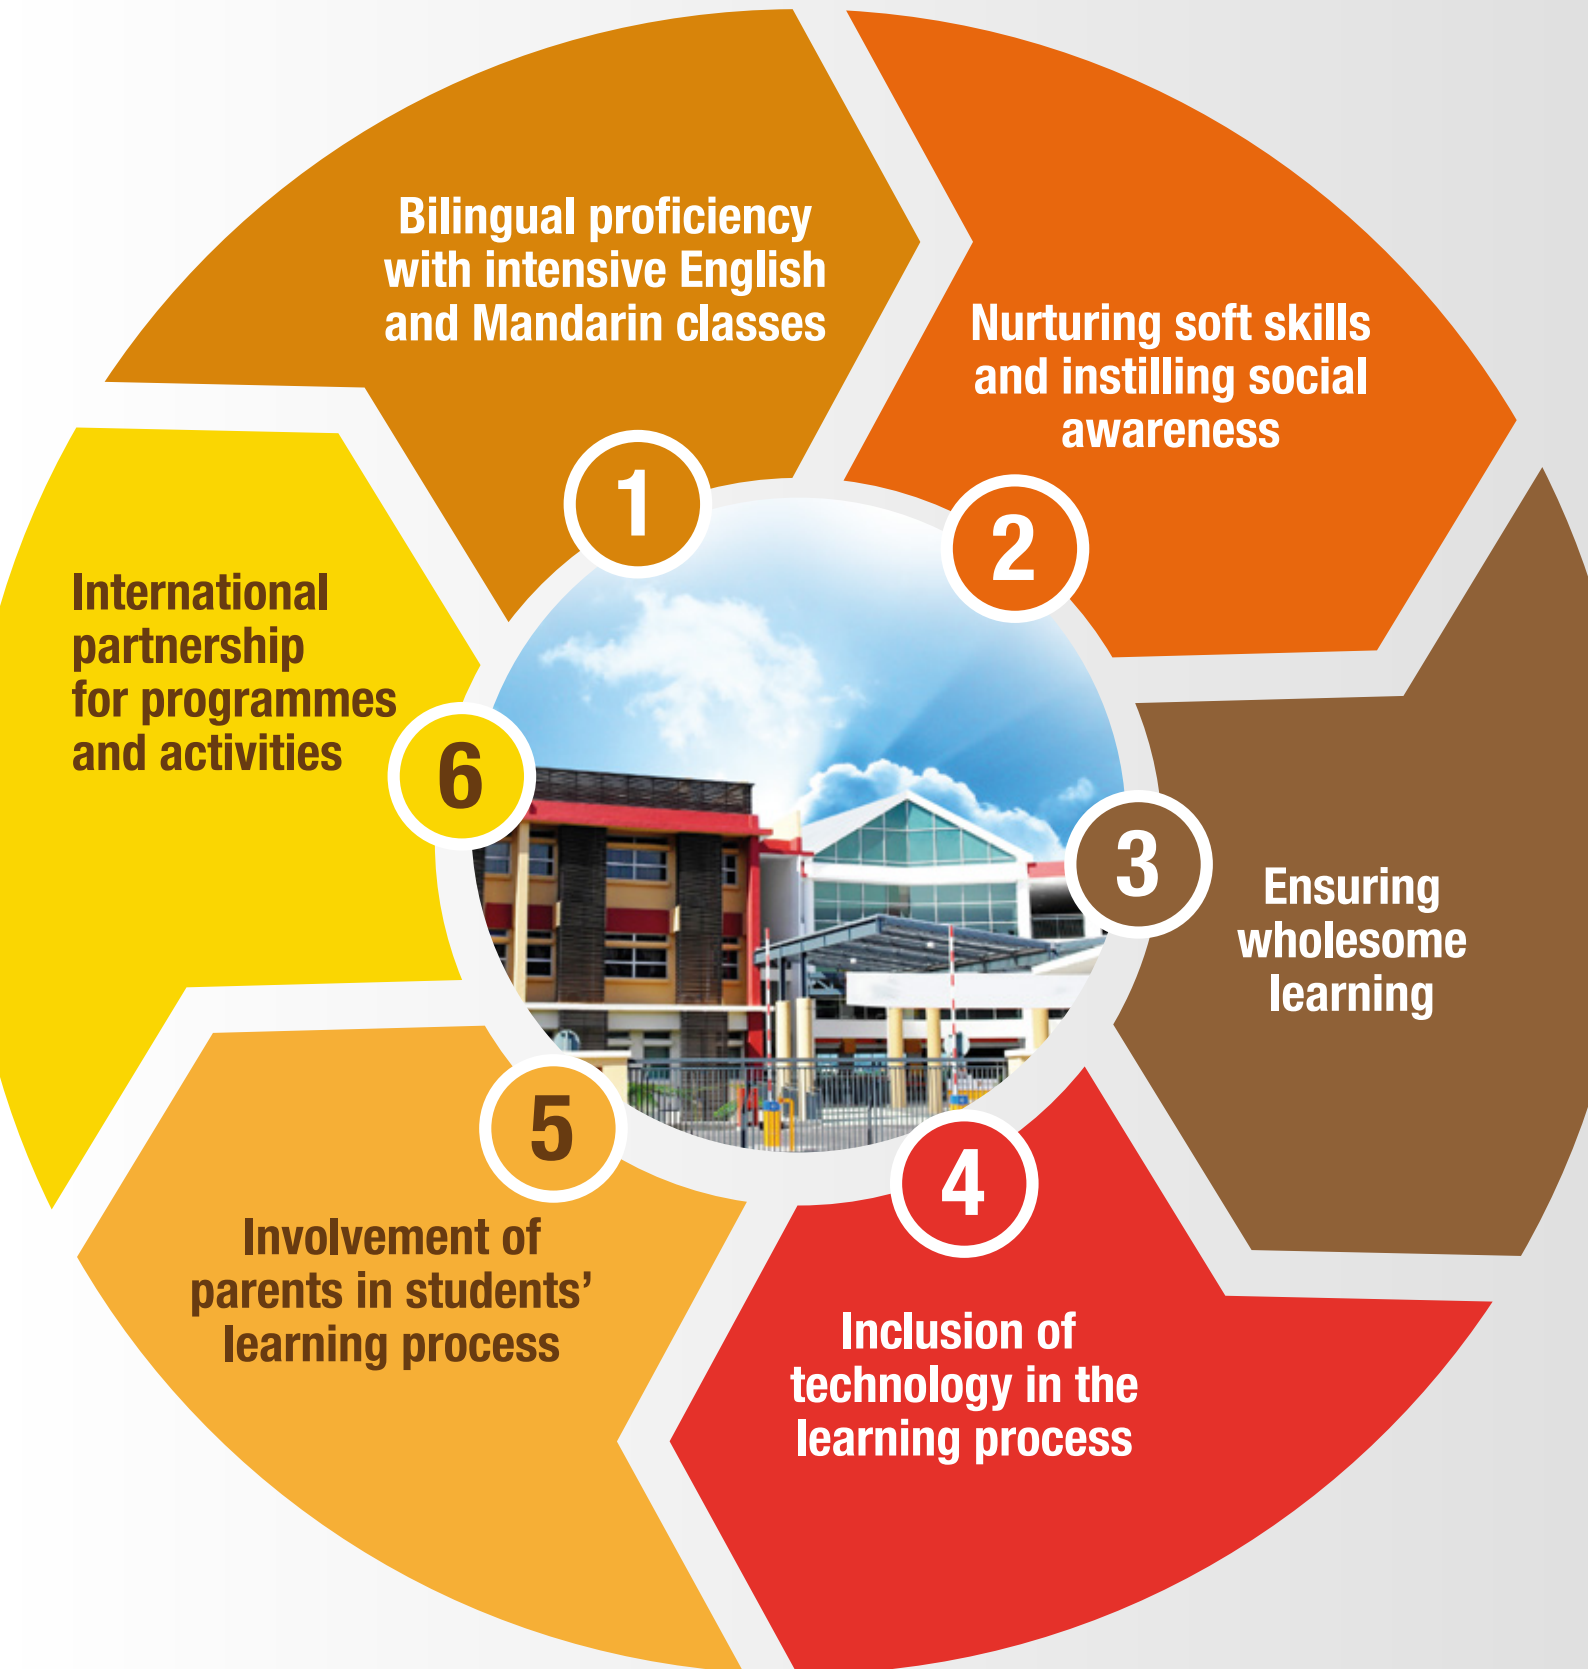 Bilingual proficiency
with intensive English
and Mandarin classes
1
Nurturing soft skills
and instilling social
awareness
2
3
Ensuring
wholesome
learning
4
Inclusion of
technology in the
learning process
5
Involvement of
parents in students’
learning process
International
partnership
for programmes
and activities
6